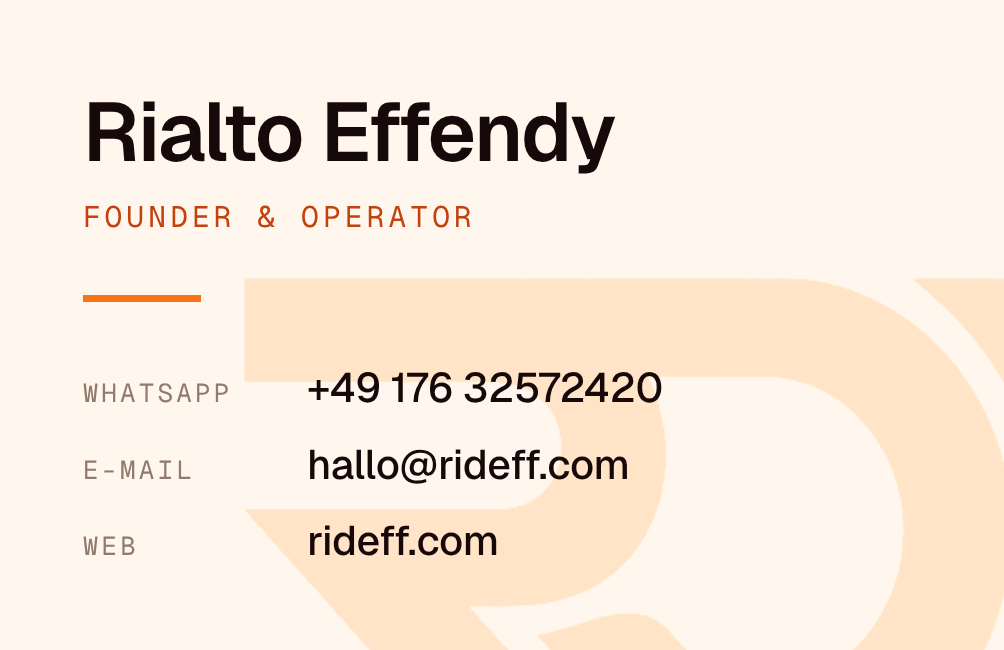 Rialto Effendy
FOUNDER & OPERATOR
WHATSAPP +49 176 32572420
E-MAIL hallo@rideff.com
WEB rideff.com